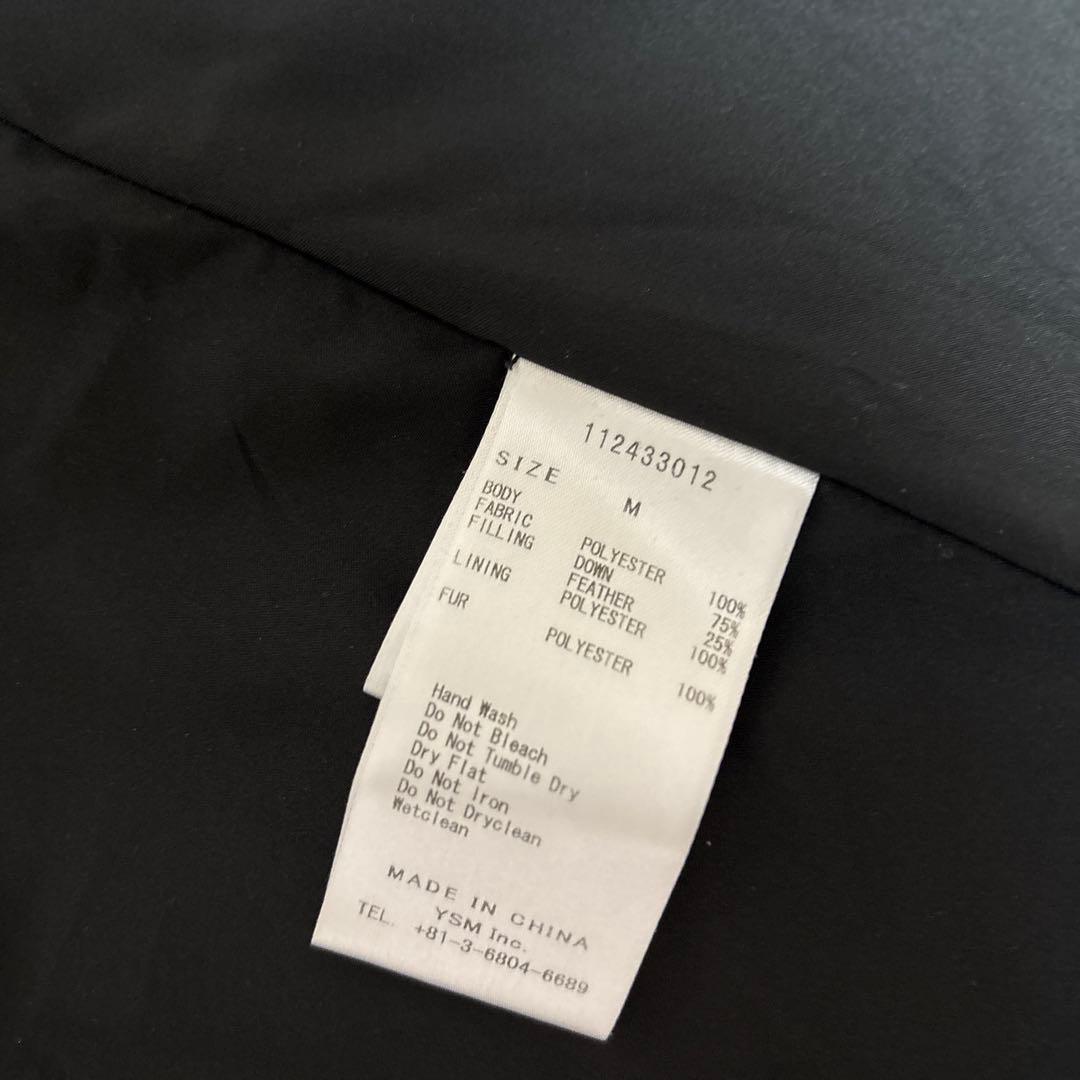 112433012
SIZE M
BODY
FABRIC POLYESTER 100%
FILLING DOWN 75%
FEATHER 25%
LINING POLYESTER 100%
FUR POLYESTER 100%
Hand Wash
Do Not Bleach
Do Not Tumble Dry
Dry Flat
Do Not Iron
Do Not Dryclean
Wetclean
MADE IN CHINA
YSM Inc.
TEL. +81-3-6804-6689